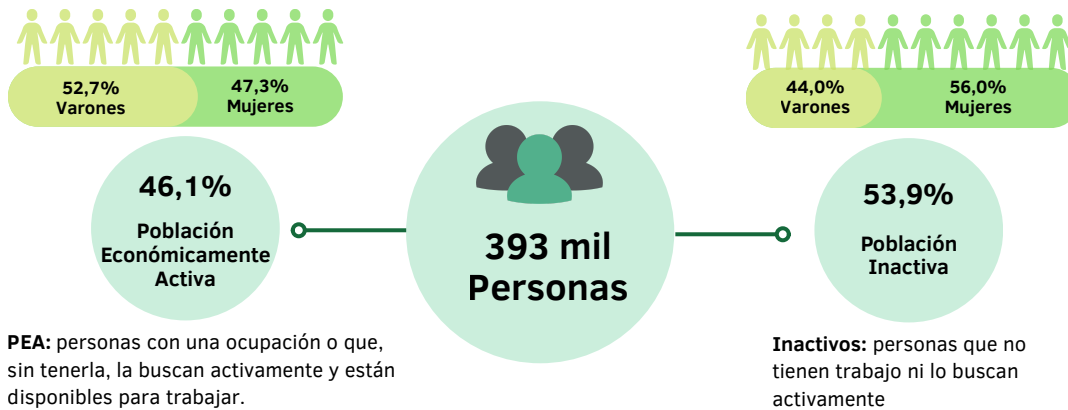 52,7%
Varones
47,3%
Mujeres
46,1%
Población
Económicamente
Activa
PEA: personas con una ocupación o que,
sin tenerla, la buscan activamente y están
disponibles para trabajar.
393 mil
Personas
44,0%
Varones
56,0%
Mujeres
53,9%
Población
Inactiva
Inactivos: personas que no
tienen trabajo ni lo buscan
activamente